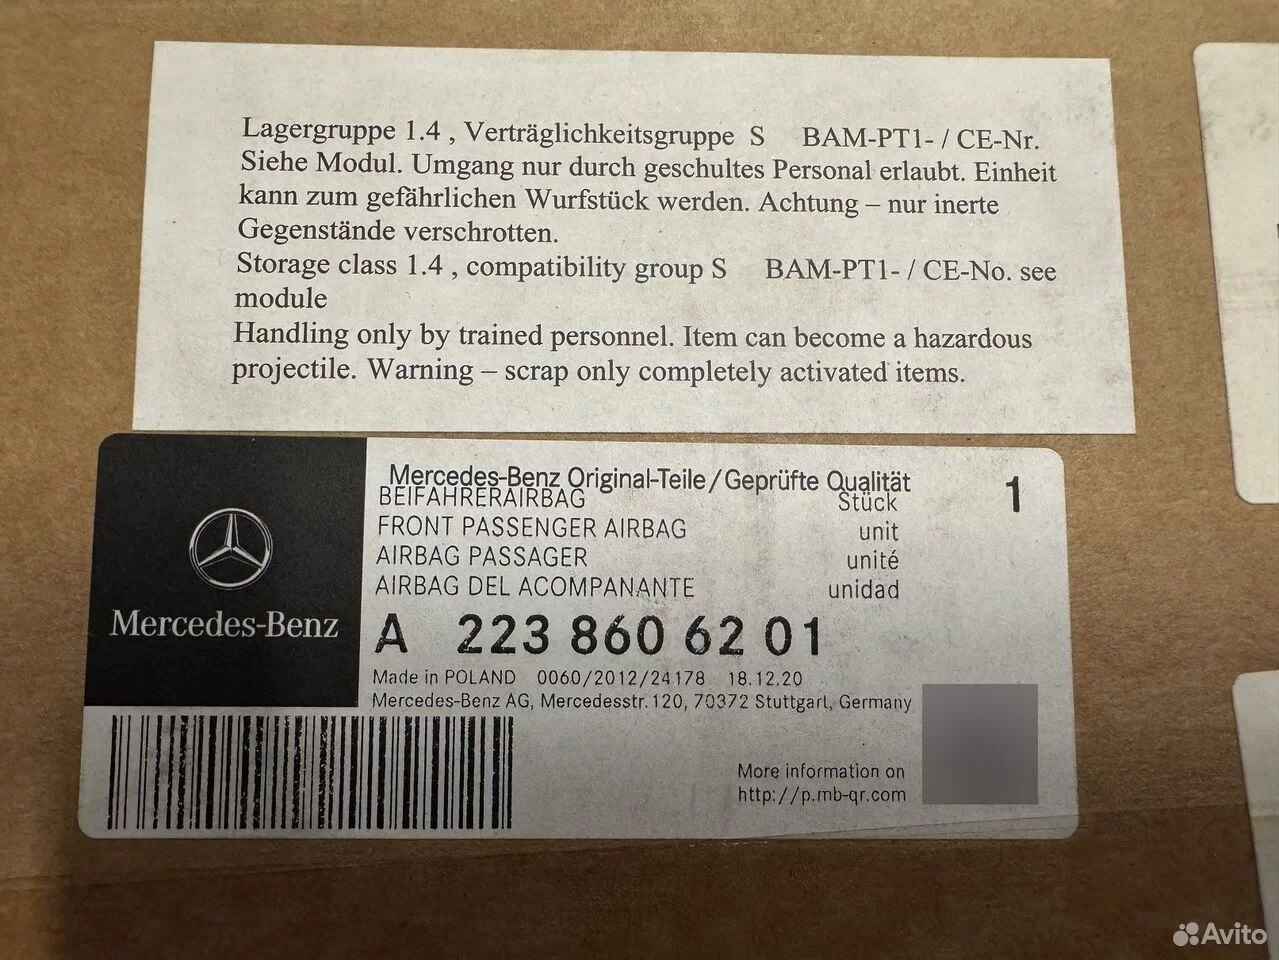 Lagergruppe 1.4 , Verträglichkeitsgruppe S BAM-PT1- / CE-Nr.
Siehe Modul. Umgang nur durch geschultes Personal erlaubt. Einheit
kann zum gefährlichen Wurfstück werden. Achtung – nur inerte
Gegenstände verschrotten.
Storage class 1.4 , compatibility group S BAM-PT1- / CE-No. see
module
Handling only by trained personnel. Item can become a hazardous
projectile. Warning – scrap only completely activated items.
Mercedes-Benz Original-Teile/Geprüfte Qualität 1
BEIFAHRERAIRBAG Stück
FRONT PASSENGER AIRBAG unit
AIRBAG PASSAGER unité
AIRBAG DEL ACOMPANANTE unidad
Mercedes-Benz
A 223 860 62 01
Made in POLAND 0060/2012/24178 18.12.20
Mercedes-Benz AG, Mercedesstr. 120, 70372 Stuttgart, Germany
More information on
http://p.mb-qr.com
Avito